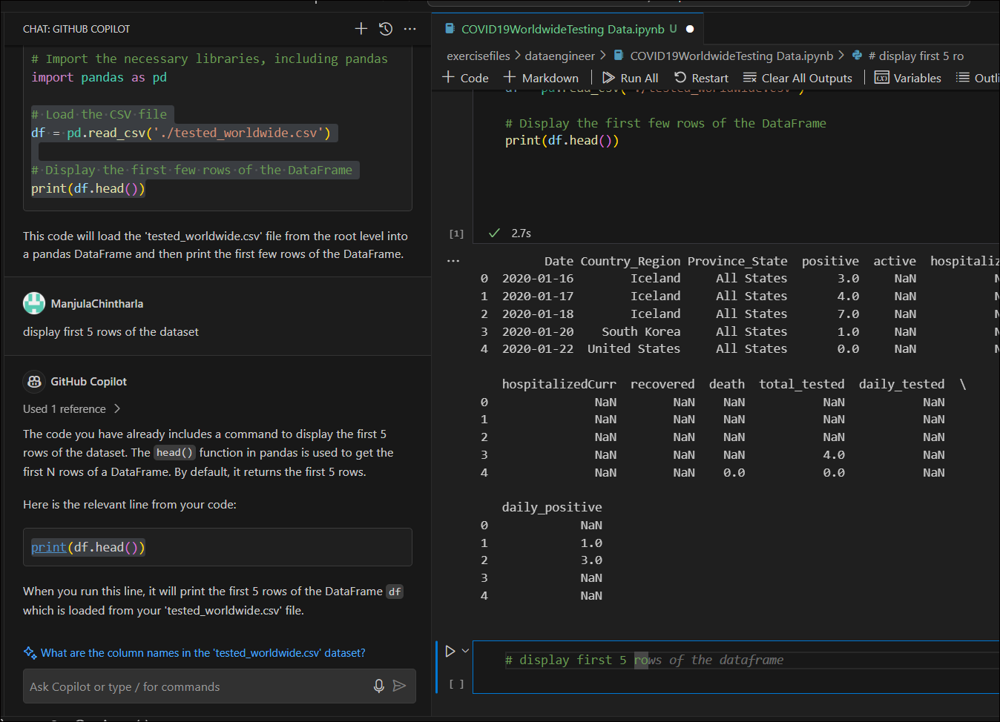 CHAT: GITHUB COPILOT
# Import the necessary libraries, including pandas
import pandas as pd
# Load the CSV file
df = pd.read_csv('./tested_worldwide.csv')
# Display the first few rows of the DataFrame
print(df.head())
This code will load the 'tested_worldwide.csv' file from the root level into
a pandas DataFrame and then print the first few rows of the DataFrame.
ManjulaChintharla
display first 5 rows of the dataset
GitHub Copilot
Used 1 reference
The code you have already includes a command to display the first 5
rows of the dataset. The head() function in pandas is used to get the
first N rows of a DataFrame. By default, it returns the first 5 rows.
Here is the relevant line from your code:
print(df.head())
When you run this line, it will print the first 5 rows of the DataFrame df
which is loaded from your 'tested_worldwide.csv' file.
What are the column names in the 'tested_worldwide.csv' dataset?
Ask Copilot or type / for commands
COVID19WorldwideTesting Data.ipynb U
exercisefiles > dataengineer > COVID19WorldwideTesting Data.ipynb > # display first 5 ro
+ Code + Markdown | Run All Restart Clear All Outputs | Variables Outli
df = pd.read_csv('./tested_worldwide.csv')
# Display the first few rows of the DataFrame
print(df.head())
[1] ✓ 2.7s
... Date Country_Region Province_State positive active hospitaliz
0 2020-01-16 Iceland All States 3.0 NaN N
1 2020-01-17 Iceland All States 4.0 NaN N
2 2020-01-18 Iceland All States 7.0 NaN N
3 2020-01-20 South Korea All States 1.0 NaN N
4 2020-01-22 United States All States 0.0 NaN N
hospitalizedCurr recovered death total_tested daily_tested \
0 NaN NaN NaN NaN NaN
1 NaN NaN NaN NaN NaN
2 NaN NaN NaN NaN NaN
3 NaN NaN NaN 4.0 NaN
4 NaN NaN 0.0 0.0 NaN
daily_positive
0 NaN
1 1.0
2 3.0
3 NaN
4 NaN
# display first 5 rows of the dataframe
[ ]